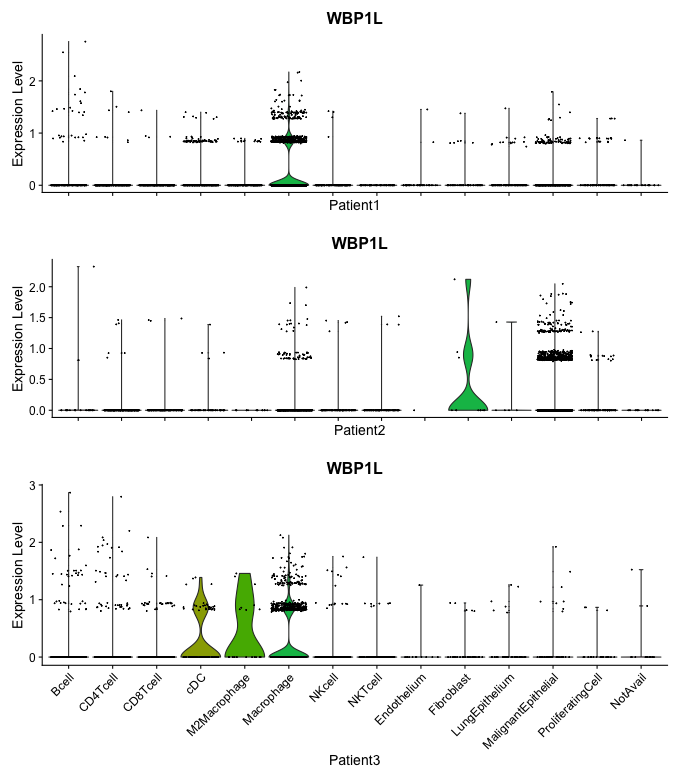 WBP1L
Expression Level
2
1
0
Patient1
WBP1L
Expression Level
2.0
1.5
1.0
0.5
0.0
Patient2
WBP1L
Expression Level
3
2
1
0
Bcell
CD4Tcell
CD8Tcell
cDC
M2Macrophage
Macrophage
NKcell
NKTcell
Endothelium
Fibroblast
LungEpithelium
MalignantEpithelial
ProliferatingCell
NotAvail
Patient3